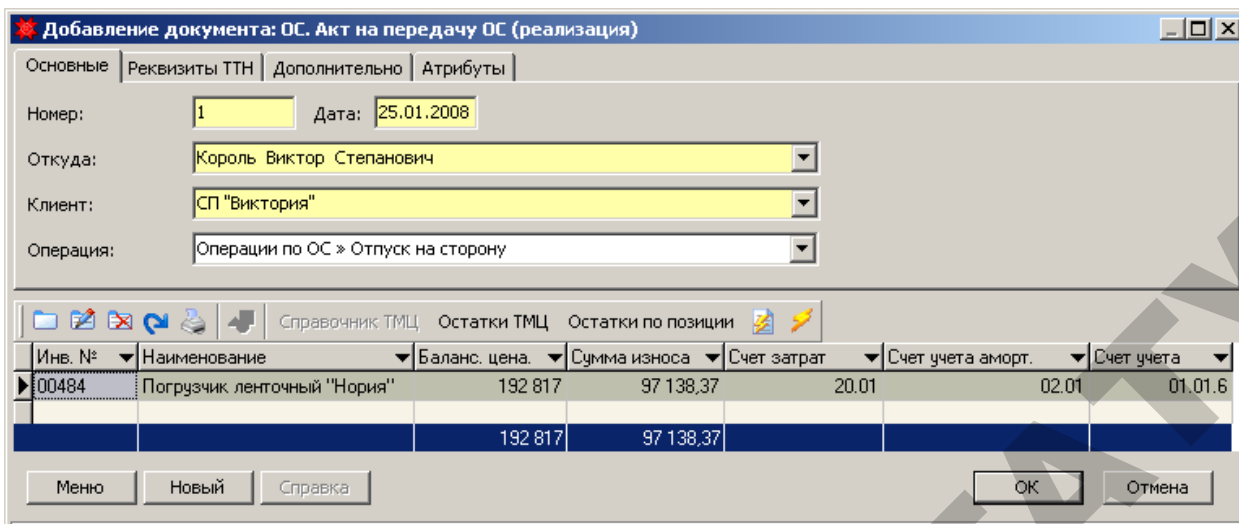 Добавление документа: ОС. Акт на передачу ОС (реализация)
Основные Реквизиты ТТН Дополнительно Атрибуты
Номер: 1 Дата: 25.01.2008
Откуда: Король Виктор Степанович
Клиент: СП "Виктория"
Операция: Операции по ОС » Отпуск на сторону
Справочник ТМЦ Остатки ТМЦ Остатки по позиции
Инв. № Наименование Баланс. цена. Сумма износа Счет затрат Счет учета аморт. Счет учета
00484 Погрузчик ленточный "Нория" 192 817 97 138,37 20.01 02.01 01.01.6
192 817 97 138,37
Меню Новый Справка OK Отмена